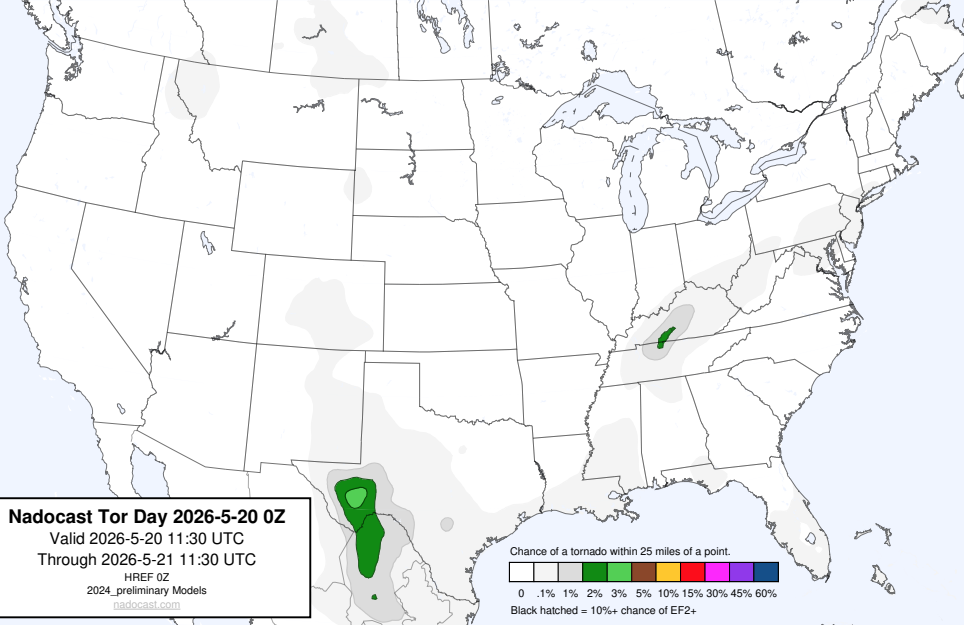 Nadocast Tor Day 2026-5-20 0Z
Valid 2026-5-20 11:30 UTC
Through 2026-5-21 11:30 UTC
HREF 0Z
2024_preliminary Models
nadocast.com
Chance of a tornado within 25 miles of a point.
0 .1% 1% 2% 3% 5% 10% 15% 30% 45% 60%
Black hatched = 10%+ chance of EF2+